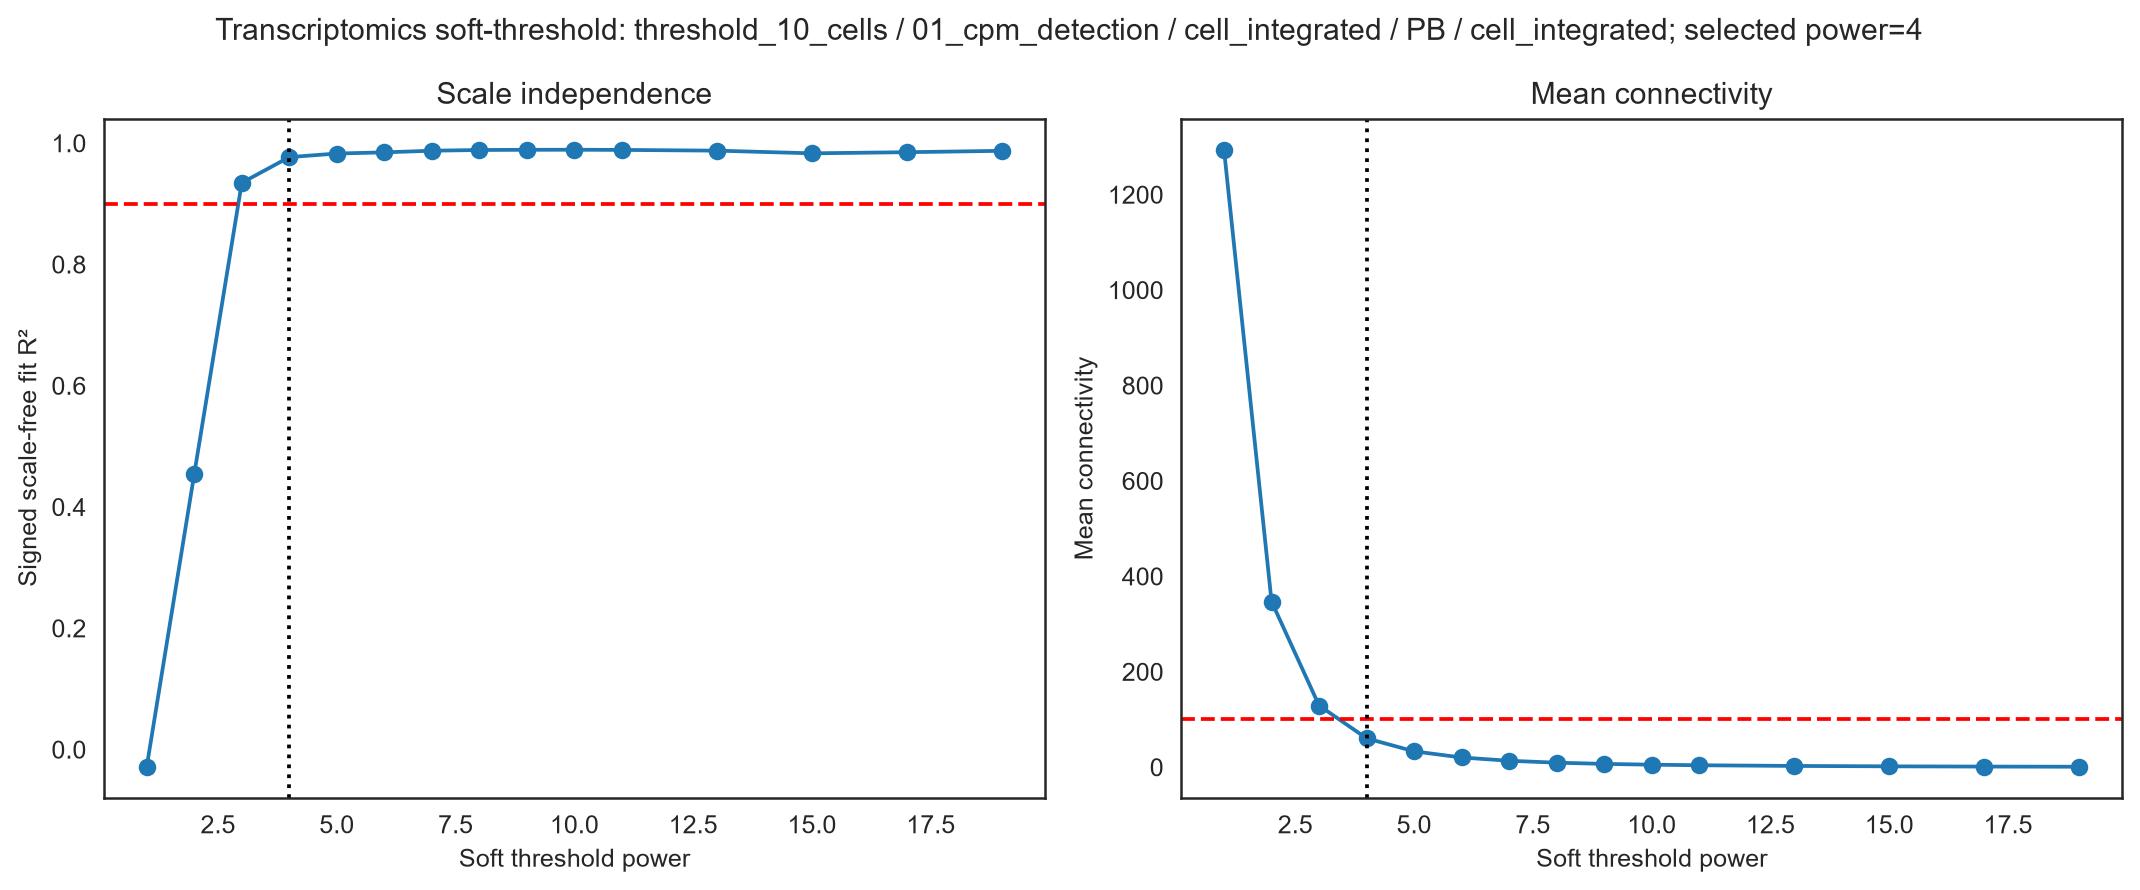 Transcriptomics soft-threshold: threshold_10_cells / 01_cpm_detection / cell_integrated / PB / cell_integrated; selected power=4
Scale independence
Signed scale-free fit R²
1.0
0.8
0.6
0.4
0.2
0.0
2.5 5.0 7.5 10.0 12.5 15.0 17.5
Soft threshold power
Mean connectivity
Mean connectivity
1200
1000
800
600
400
200
0
2.5 5.0 7.5 10.0 12.5 15.0 17.5
Soft threshold power